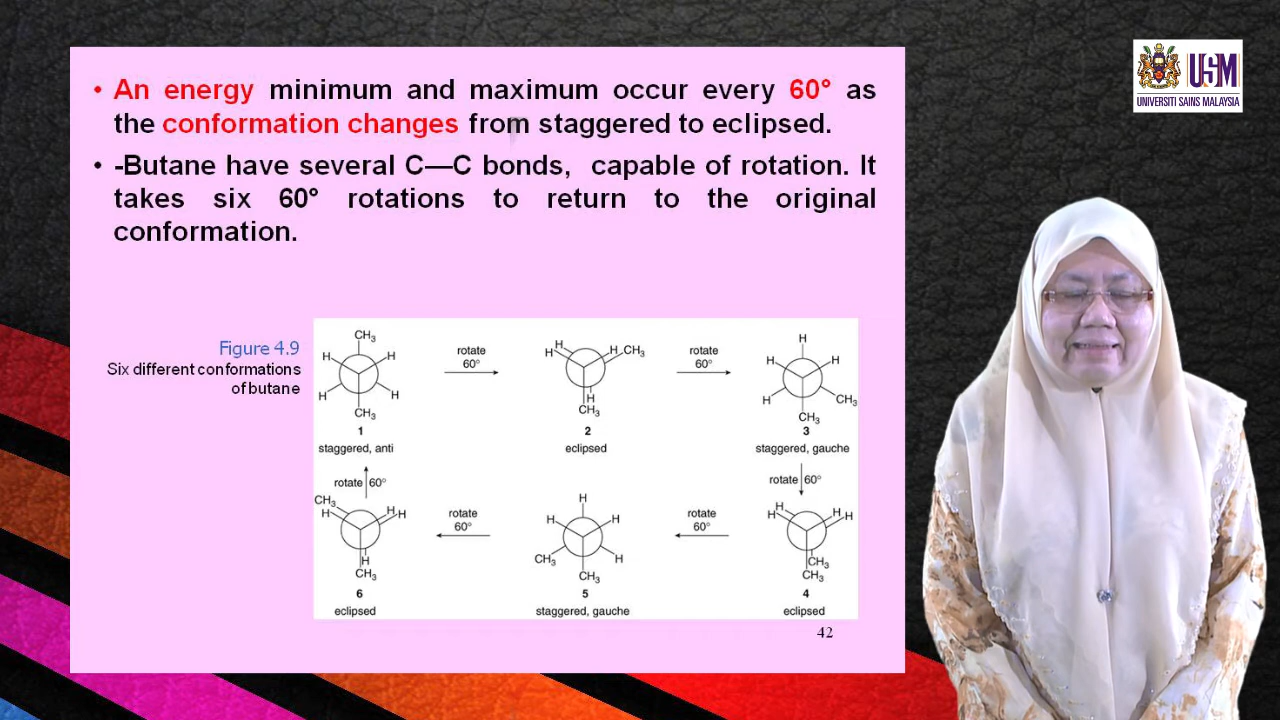 • An energy minimum and maximum occur every 60° as
the conformation changes from staggered to eclipsed.
• -Butane have several C—C bonds, capable of rotation. It
takes six 60° rotations to return to the original
conformation.
Figure 4.9
Six different conformations
of butane
CH₃
H H
H H
CH₃
1
staggered, anti
rotate
60°
H H H CH₃
H
CH₃
2
eclipsed
rotate
60°
H
H H
H CH₃
CH₃
3
staggered, gauche
rotate 60°
H H H H
CH₃
CH₃
4
eclipsed
rotate
60°
H
H H
CH₃ H
CH₃
5
staggered, gauche
rotate
60°
CH₃ H H H
H
CH₃
6
eclipsed
rotate 60°
42
USM
UNIVERSITI SAINS MALAYSIA